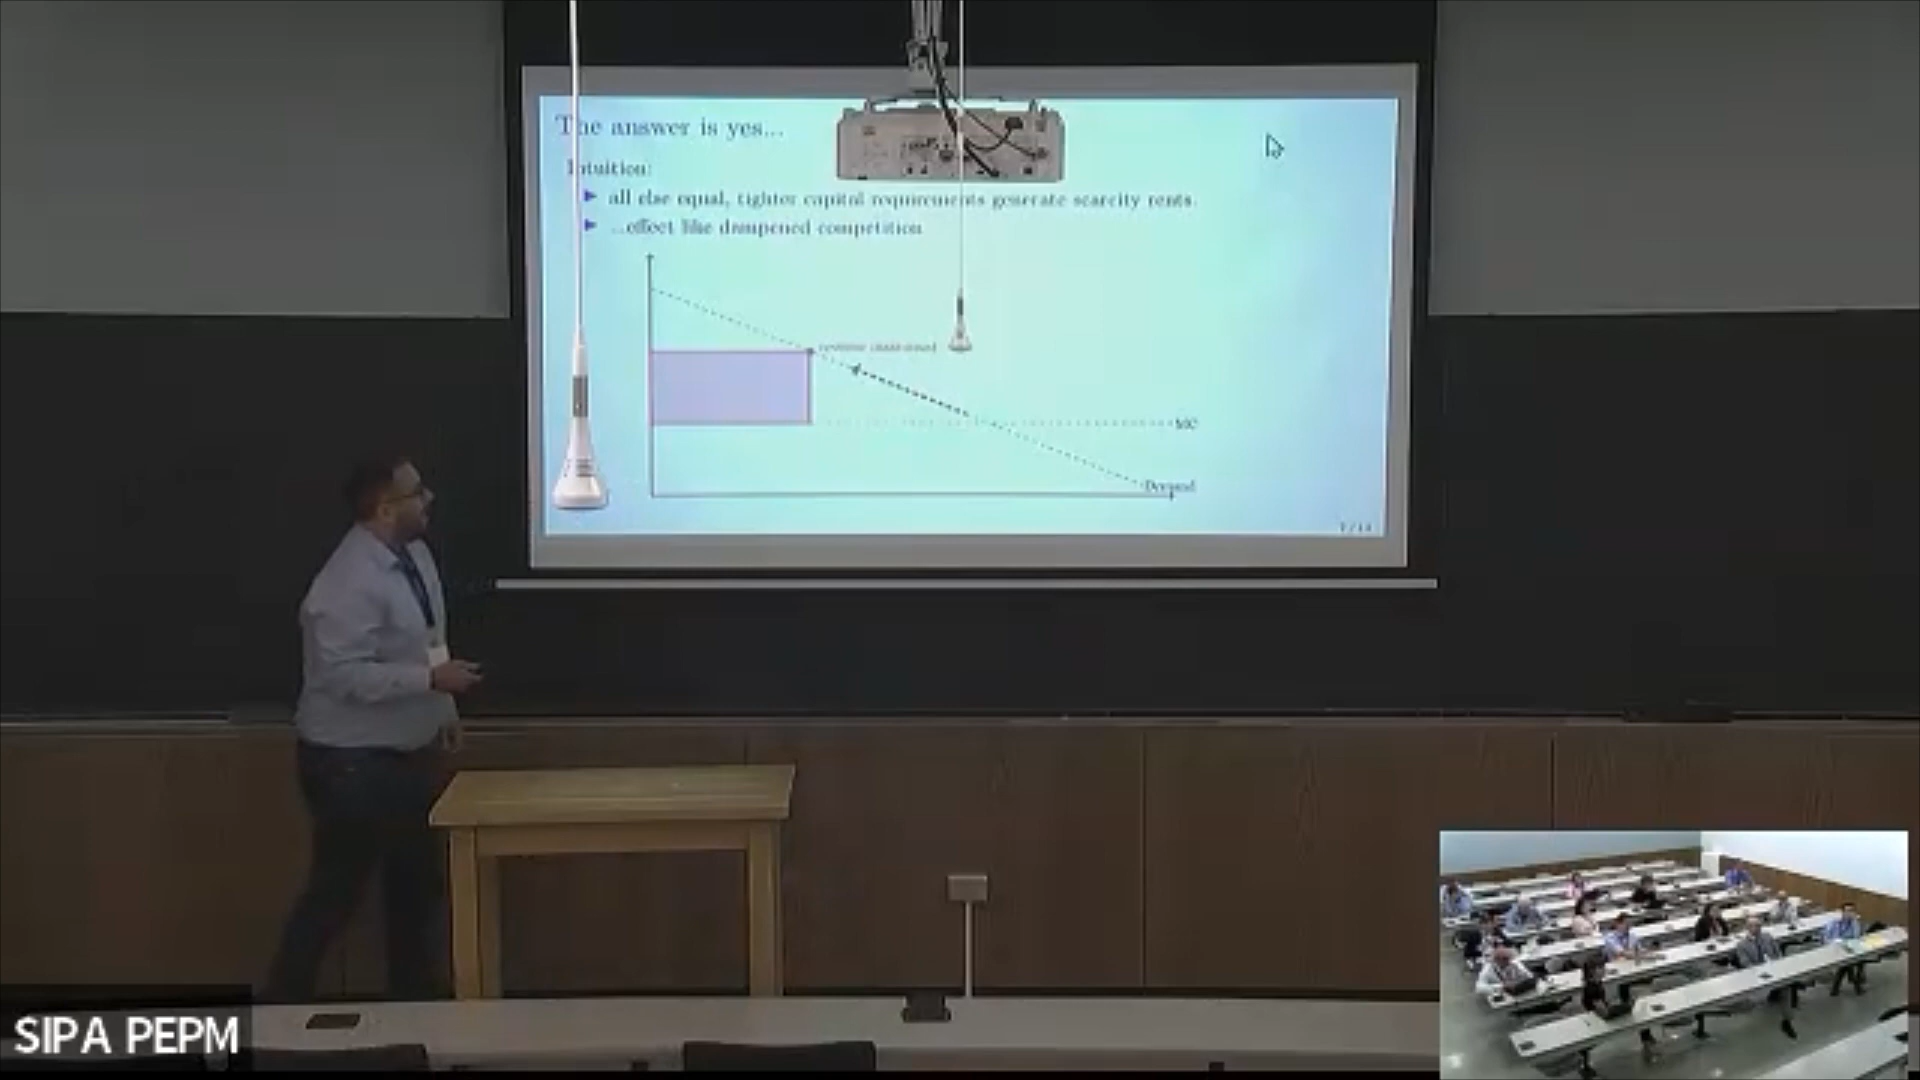 The answer is yes...
Intuition:
all else equal, tighter capital requirements generate scarcity rents.
...effect like dampened competition
MC
Demand
SIPA PEPM